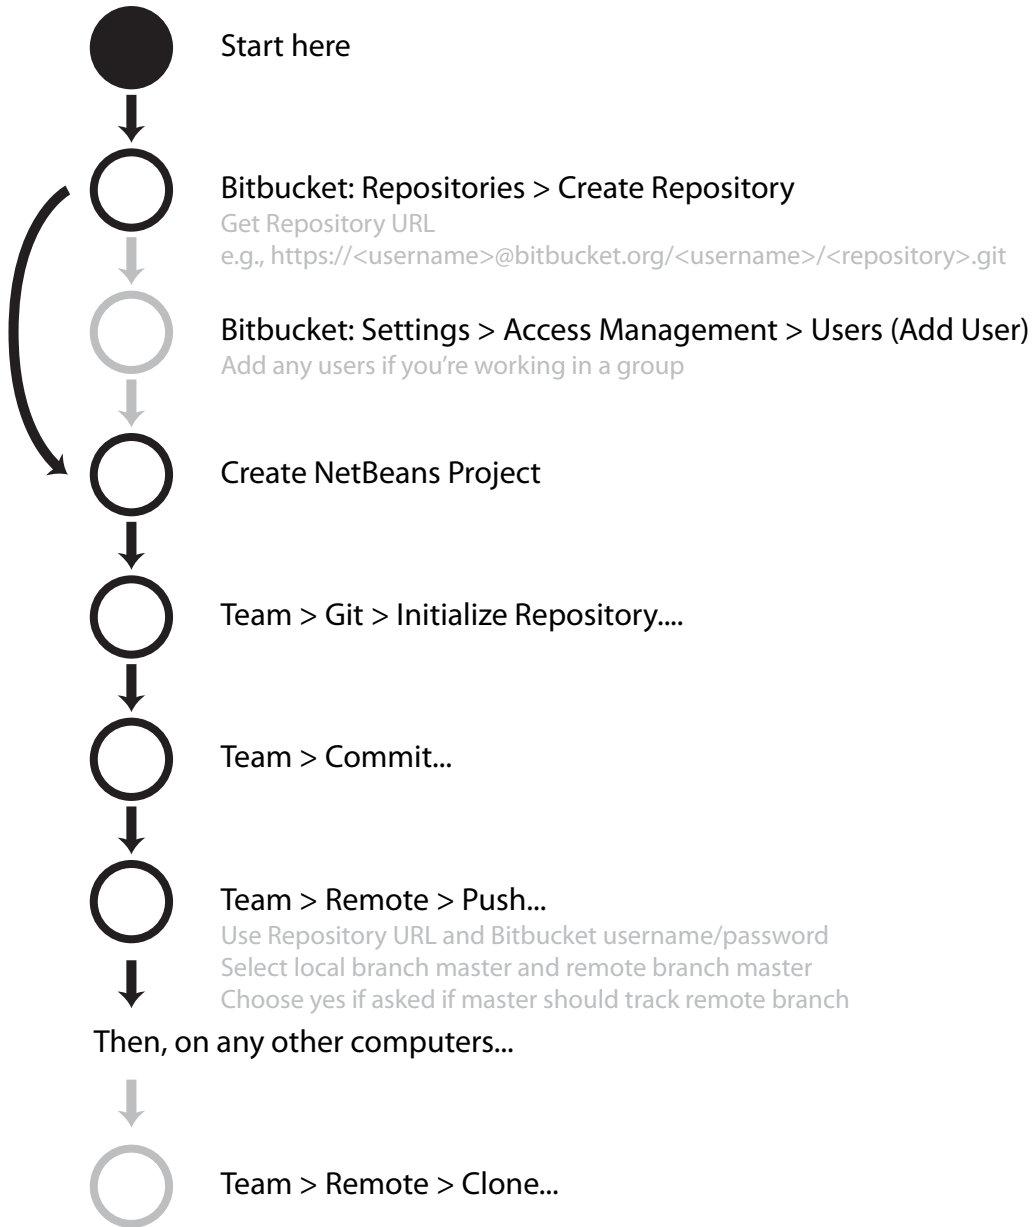 Start here
Bitbucket: Repositories > Create Repository
Get Repository URL
e.g., https://<username>@bitbucket.org/<username>/<repository>.git
Bitbucket: Settings > Access Management > Users (Add User)
Add any users if you’re working in a group
Create NetBeans Project
Team > Git > Initialize Repository....
Team > Commit...
Team > Remote > Push...
Use Repository URL and Bitbucket username/password
Select local branch master and remote branch master
Choose yes if asked if master should track remote branch
Then, on any other computers...
Team > Remote > Clone...